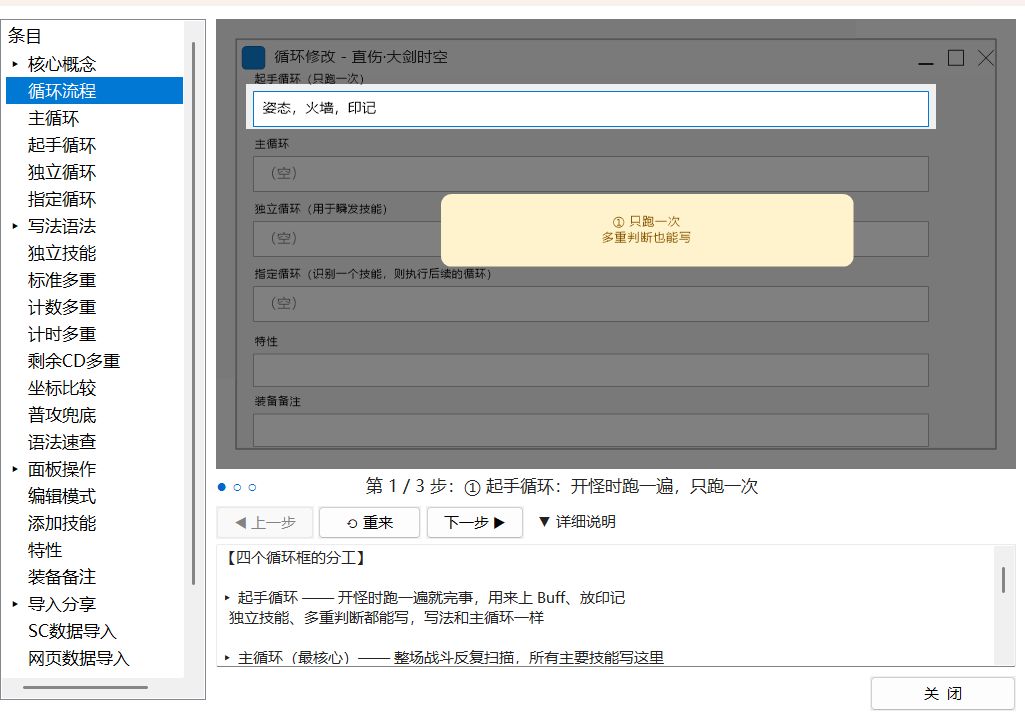 条目
▸ 核心概念
循环流程
主循环
起手循环
独立循环
指定循环
▸ 写法语法
独立技能
标准多重
计数多重
计时多重
剩余CD多重
坐标比较
普攻兜底
语法速查
▸ 面板操作
编辑模式
添加技能
特性
装备备注
▸ 导入分享
SC数据导入
网页数据导入
循环修改 - 直伤·大剑时空
起手循环（只跑一次）
姿态，火墙，印记
主循环
（空）
独立循环（用于瞬发技能）
（空）
① 只跑一次
多重判断也能写
指定循环（识别一个技能，则执行后续的循环）
（空）
特性
装备备注
第 1 / 3 步：① 起手循环：开怪时跑一遍，只跑一次
◀ 上一步
⟲ 重来
下一步 ▶
▼ 详细说明
【四个循环框的分工】
▸ 起手循环 —— 开怪时跑一遍就完事，用来上 Buff、放印记
独立技能、多重判断都能写，写法和主循环一样
▸ 主循环（最核心）—— 整场战斗反复扫描，所有主要技能写这里
关 闭